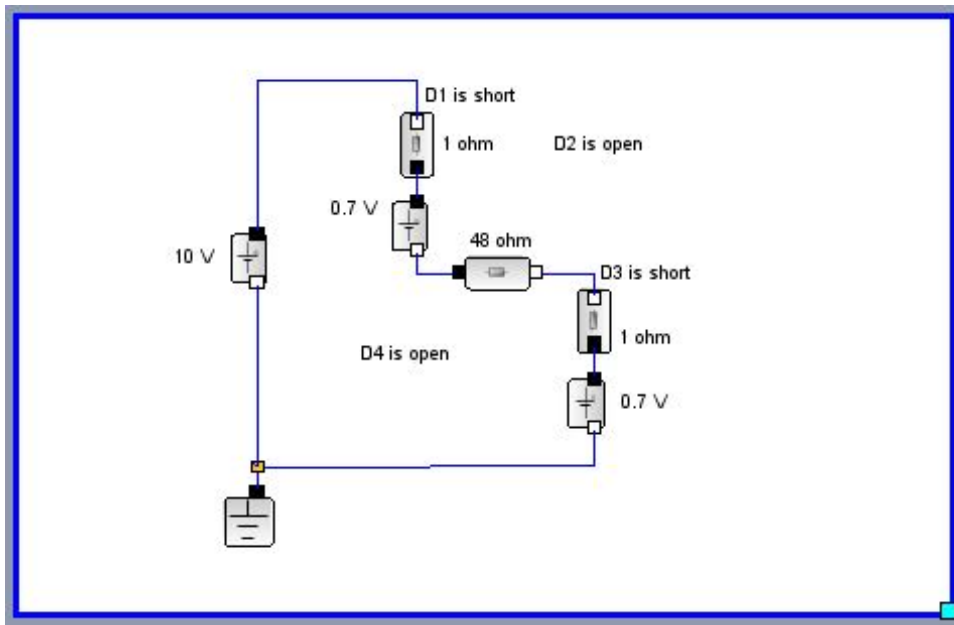 D1 is short
1 ohm
D2 is open
0.7 V
48 ohm
10 V
D3 is short
1 ohm
D4 is open
0.7 V